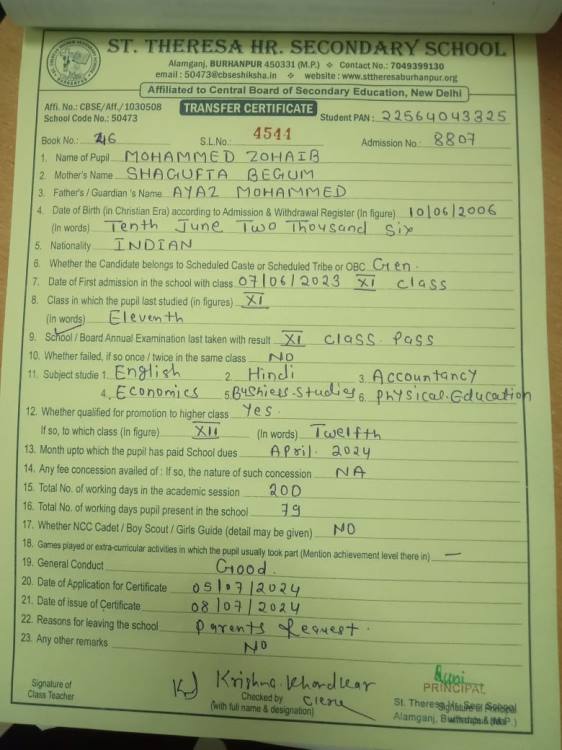 ST. THERESA HR. SECONDARY SCHOOL
Alamganj, BURHANPUR 450331 (M.P.) ❖ Contact No.: 7049399130
email : 50473@cbseshiksha.in ❖ website : www.sttheresaburhanpur.org
Affiliated to Central Board of Secondary Education, New Delhi
Affi. No.: CBSE/Aff./1030508
TRANSFER CERTIFICATE
School Code No.: 50473
Student PAN : 22564043325
Book No.: 46 S.L.No.: 4511 Admission No.: 8807
1. Name of Pupil MOHAMMED ZOHAIB
2. Mother's Name SHAGUFTA BEGUM
3. Father's / Guardian 's Name AYAZ MOHAMMED
4. Date of Birth (in Christian Era) according to Admission & Withdrawal Register (In figure) 10/06/2006
(In words) Tenth June Two Thousand Six
5. Nationality INDIAN
6. Whether the Candidate belongs to Scheduled Caste or Scheduled Tribe or OBC Gen.
7. Date of First admission in the school with class 07/06/2023 XI class
8. Class in which the pupil last studied (in figures) XI
(In words) Eleventh
9. School / Board Annual Examination last taken with result XI class. Pass
10. Whether failed, if so once / twice in the same class NO
11. Subject studie 1. English 2. Hindi 3. Accountancy
4. Economics 5. Bushiess-Studies 6. Physical.Education
12. Whether qualified for promotion to higher class Yes.
If so, to which class (In figure) XII (In words) Twelfth
13. Month upto which the pupil has paid School dues April. 2024
14. Any fee concession availed of : If so, the nature of such concession NA
15. Total No. of working days in the academic session 200
16. Total No. of working days pupil present in the school 79
17. Whether NCC Cadet / Boy Scout / Girls Guide (detail may be given) NO
18. Games played or extra-curricular activities in which the pupil usually took part (Mention achievement level there in) —
19. General Conduct Good.
20. Date of Application for Certificate 05/07/2024
21. Date of issue of Certificate 08/07/2024
22. Reasons for leaving the school Parents Request.
23. Any other remarks NO
Signature of
Class Teacher
Krishna Khandkar
Checked by
(with full name & designation)
PRINCIPAL
St. Theresa Hr. Sec. School
Signature of Principal
Alamganj, Burhanpur (M.P.)